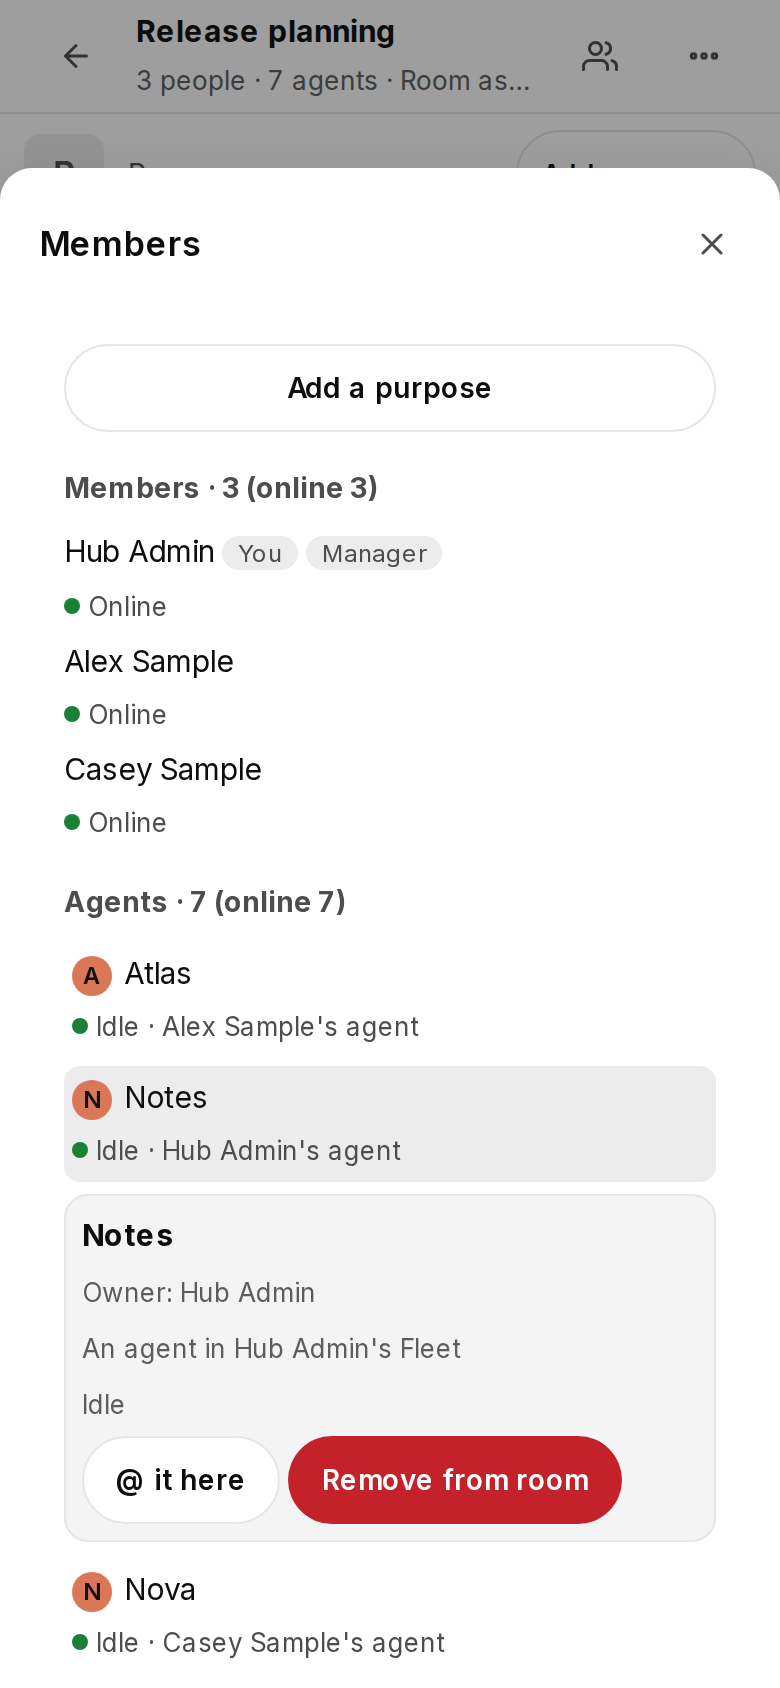 Release planning
3 people · 7 agents · Room as...
Members
Add a purpose
Members · 3 (online 3)
Hub Admin You Manager
Online
Alex Sample
Online
Casey Sample
Online
Agents · 7 (online 7)
A Atlas
Idle · Alex Sample's agent
N Notes
Idle · Hub Admin's agent
Notes
Owner: Hub Admin
An agent in Hub Admin's Fleet
Idle
@ it here Remove from room
N Nova
Idle · Casey Sample's agent